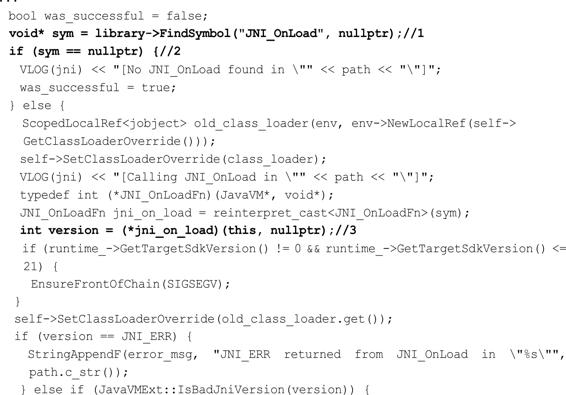 ...
bool was_successful = false;
void* sym = library->FindSymbol("JNI_OnLoad", nullptr);//1
if (sym == nullptr) {//2
VLOG(jni) << "[No JNI_OnLoad found in \"" << path << "\"]";
was_successful = true;
} else {
ScopedLocalRef<jobject> old_class_loader(env, env->NewLocalRef(self->
GetClassLoaderOverride()));
self->SetClassLoaderOverride(class_loader);
VLOG(jni) << "[Calling JNI_OnLoad in \"" << path << "\"]";
typedef int (*JNI_OnLoadFn)(JavaVM*, void*);
JNI_OnLoadFn jni_on_load = reinterpret_cast<JNI_OnLoadFn>(sym);
int version = (*jni_on_load)(this, nullptr);//3
if (runtime_->GetTargetSdkVersion() != 0 && runtime_->GetTargetSdkVersion() <=
21) {
EnsureFrontOfChain(SIGSEGV);
}
self->SetClassLoaderOverride(old_class_loader.get());
if (version == JNI_ERR) {
StringAppendF(error_msg, "JNI_ERR returned from JNI_OnLoad in \"%s\"",
path.c_str());
} else if (JavaVMExt::IsBadJniVersion(version)) {